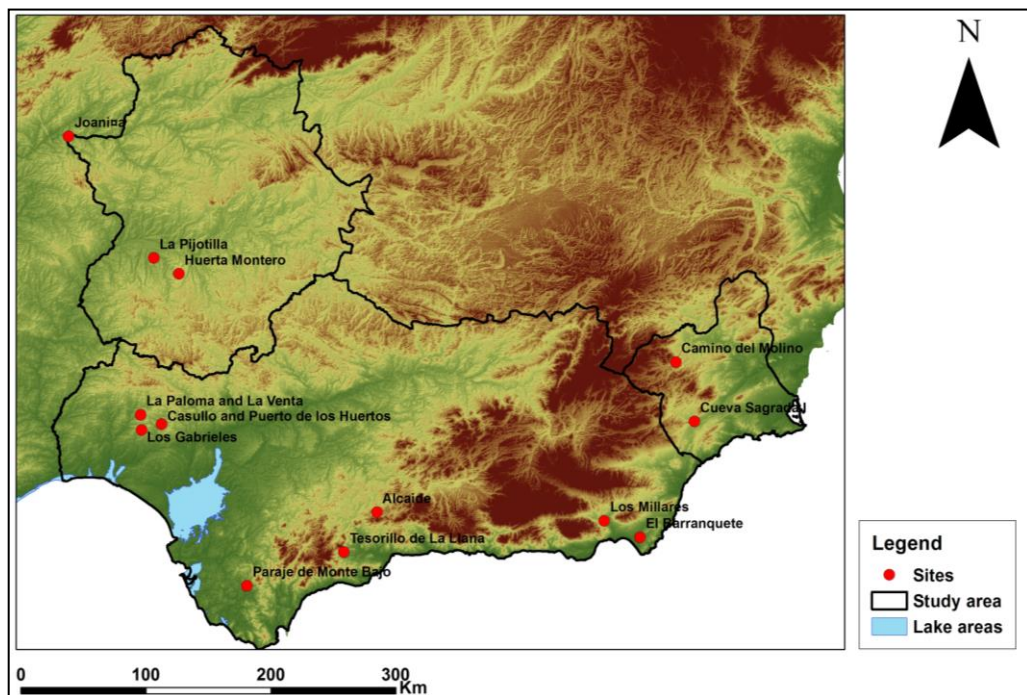 N
Joani¤a
La Pijotilla
Huerta Montero
Camino del Molino
La Paloma and La Venta
Casullo and Puerto de los Huertos
Los Gabrieles
Cueva Sagrada I
Alcaide
Los Millares
El Barranquete
Tesorillo de La Llana
Paraje de Monte Bajo
Legend
Sites
Study area
Lake areas
0 100 200 300
Km